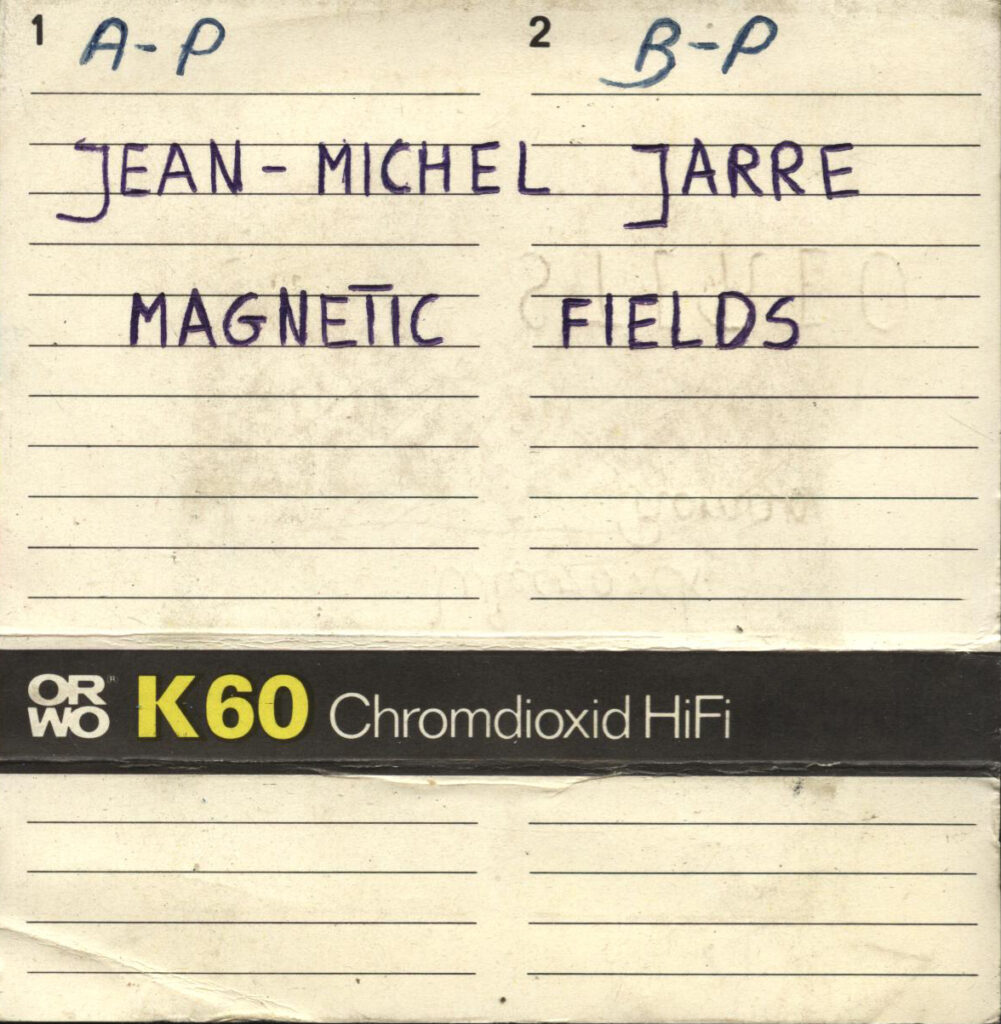 1 A-P 2 B-P
JEAN-MICHEL JARRE
MAGNETIC FIELDS
ORWO® K60 Chromdioxid HiFi